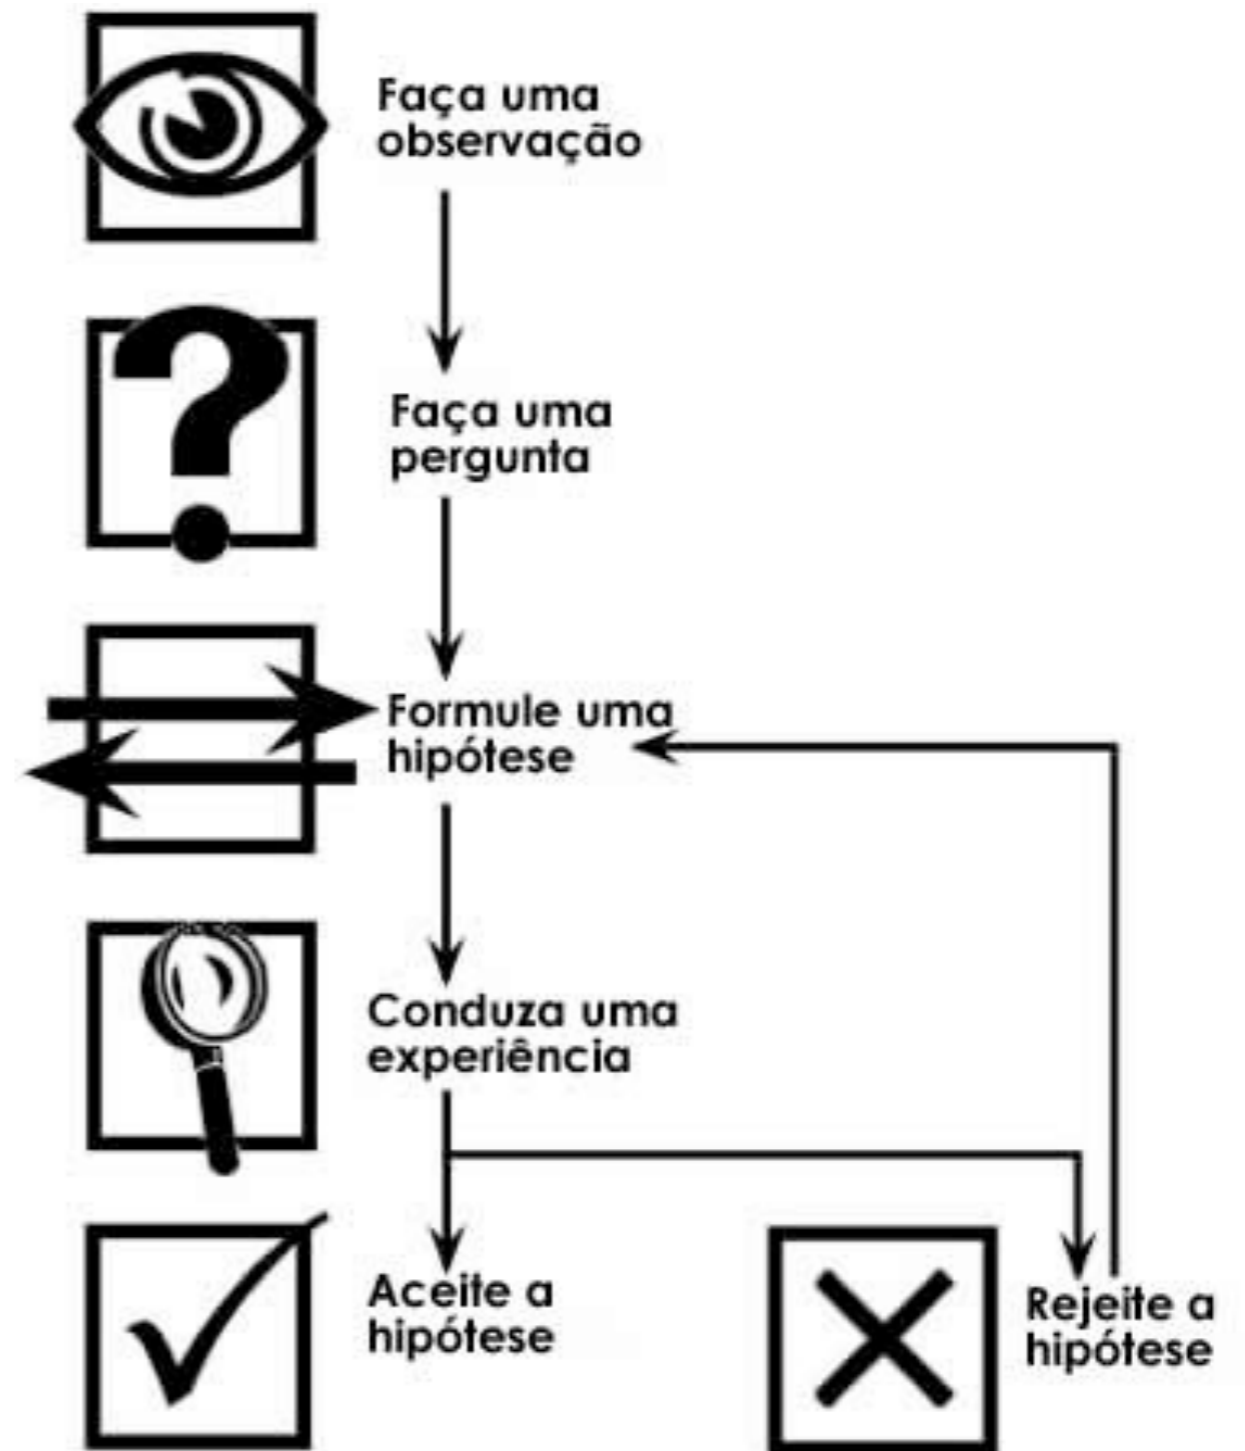 Faça uma
observação
Faça uma
pergunta
Formule uma
hipótese
Conduza uma
experiência
Aceite a
hipótese
Rejeite a
hipótese